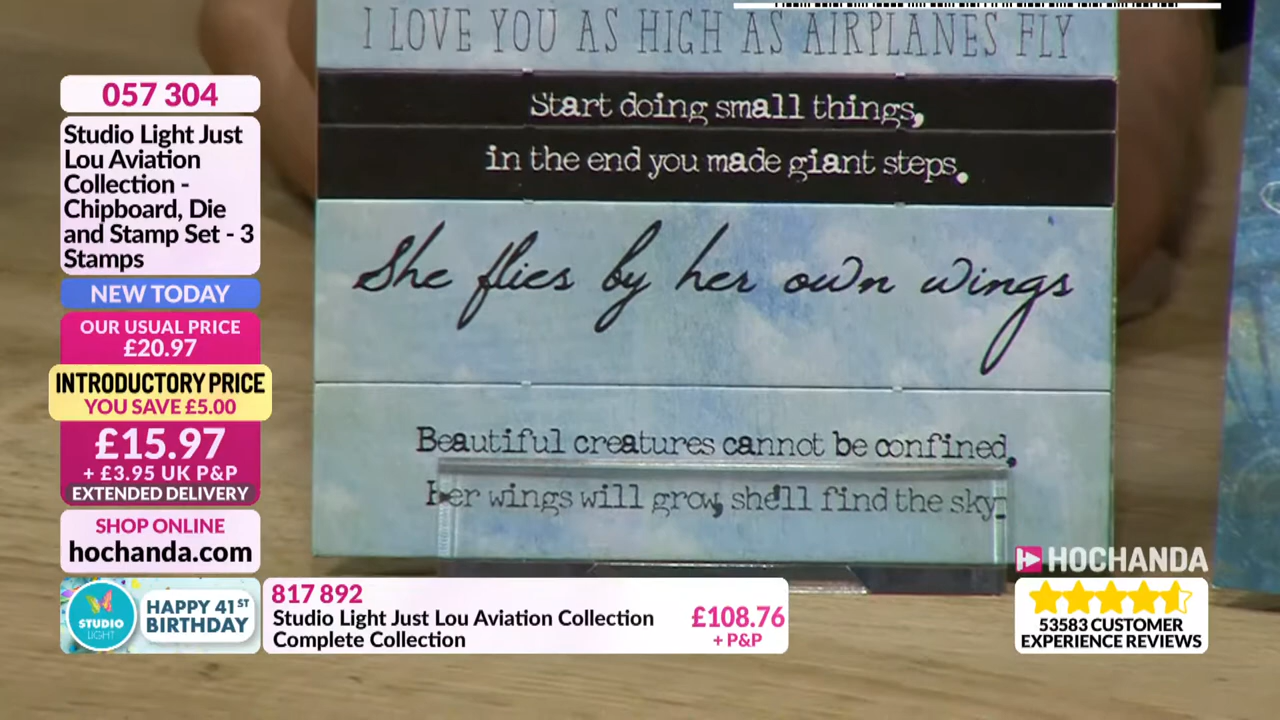 I LOVE YOU AS HIGH AS AIRPLANES FLY
Start doing small things,
in the end you made giant steps.
She flies by her own wings
Beautiful creatures cannot be confined.
Her wings will grow, she'll find the sky.
057 304
Studio Light Just
Lou Aviation
Collection -
Chipboard, Die
and Stamp Set - 3
Stamps
NEW TODAY
OUR USUAL PRICE
£20.97
INTRODUCTORY PRICE
YOU SAVE £5.00
£15.97
+ £3.95 UK P&P
EXTENDED DELIVERY
SHOP ONLINE
hochanda.com
STUDIO
LIGHT
HAPPY 41ST
BIRTHDAY
817 892
Studio Light Just Lou Aviation Collection
Complete Collection
£108.76
+ P&P
HOCHANDA
53583 CUSTOMER
EXPERIENCE REVIEWS